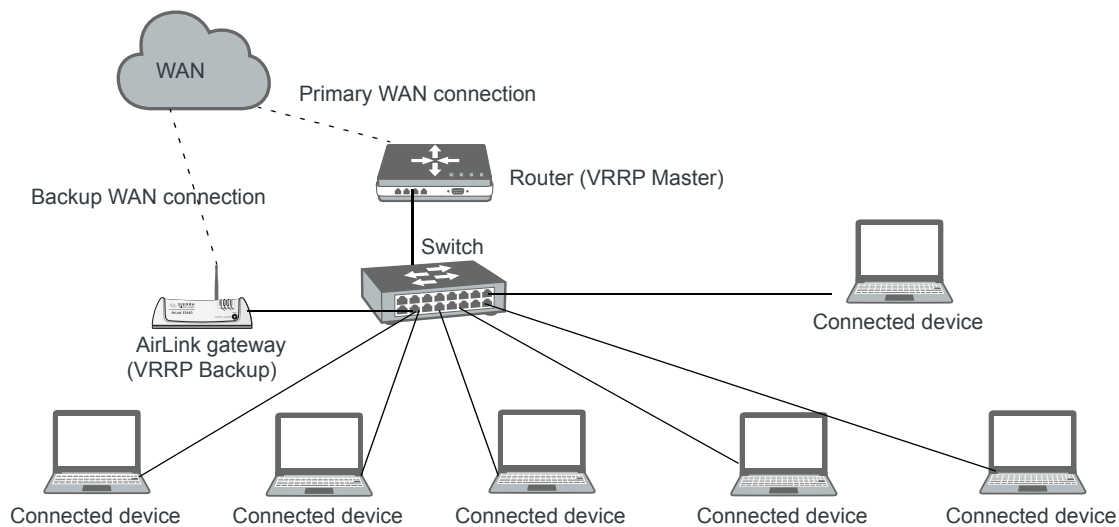 WAN
Primary WAN connection
Router (VRRP Master)
Backup WAN connection
Switch
SIERRA
AirLink gateway
(VRRP Backup)
Connected device
Connected device
Connected device
Connected device
Connected device
Connected device